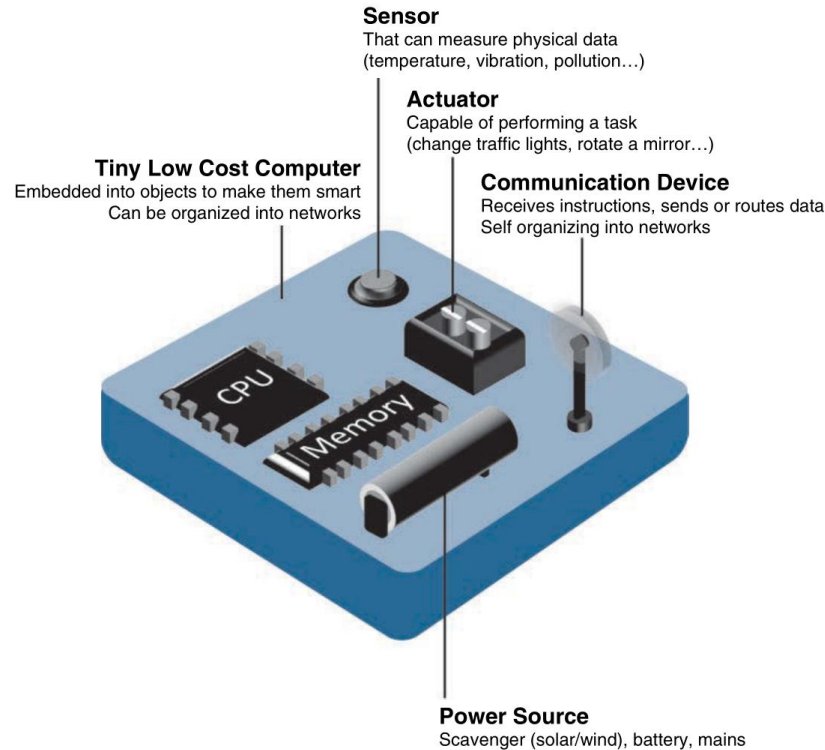 Sensor
That can measure physical data
(temperature, vibration, pollution…)
Actuator
Capable of performing a task
(change traffic lights, rotate a mirror…)
Tiny Low Cost Computer
Embedded into objects to make them smart
Can be organized into networks
Communication Device
Receives instructions, sends or routes data
Self organizing into networks
CPU
Memory
Power Source
Scavenger (solar/wind), battery, mains